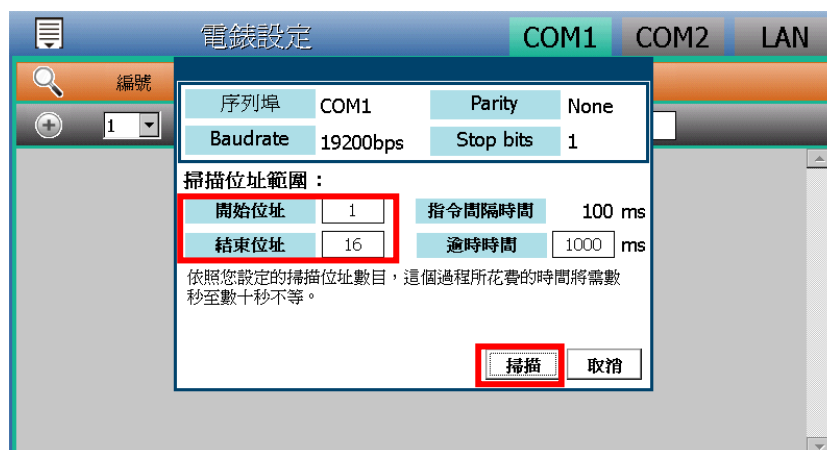 電錶設定 COM1 COM2 LAN
編號
1
序列埠 COM1 Parity None
Baudrate 19200bps Stop bits 1
掃描位址範圍：
開始位址 1 指令間隔時間 100 ms
結束位址 16 逾時時間 1000 ms
依照您設定的掃描位址數目，這個過程所花費的時間將需數
秒至數十秒不等。
掃描 取消